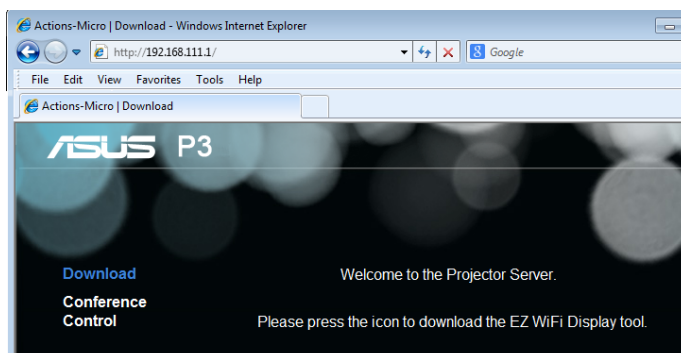 Actions-Micro | Download - Windows Internet Explorer
http://192.168.111.1/
Google
File Edit View Favorites Tools Help
Actions-Micro | Download
ASUS P3
Download
Welcome to the Projector Server.
Conference
Control
Please press the icon to download the EZ WiFi Display tool.